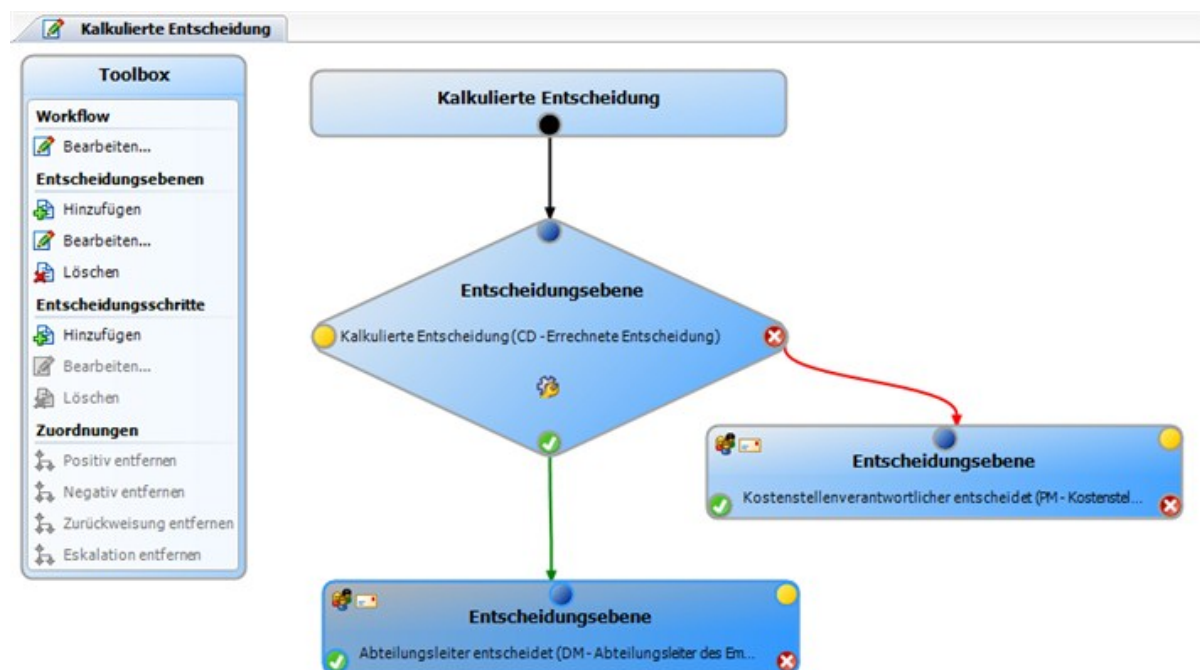 Kalkulierte Entscheidung
Toolbox
Workflow
Bearbeiten...
Entscheidungsebenen
Hinzufügen
Bearbeiten...
Löschen
Entscheidungsschritte
Hinzufügen
Bearbeiten...
Löschen
Zuordnungen
Positiv entfernen
Negativ entfernen
Zurückweisung entfernen
Eskalation entfernen
Kalkulierte Entscheidung
Entscheidungsebene
Kalkulierte Entscheidung (CD - Errechnete Entscheidung)
Entscheidungsebene
Kostenstellenverantwortlicher entscheidet (PM - Kostenstel...
Entscheidungsebene
Abteilungsleiter entscheidet (DM - Abteilungsleiter des Em...